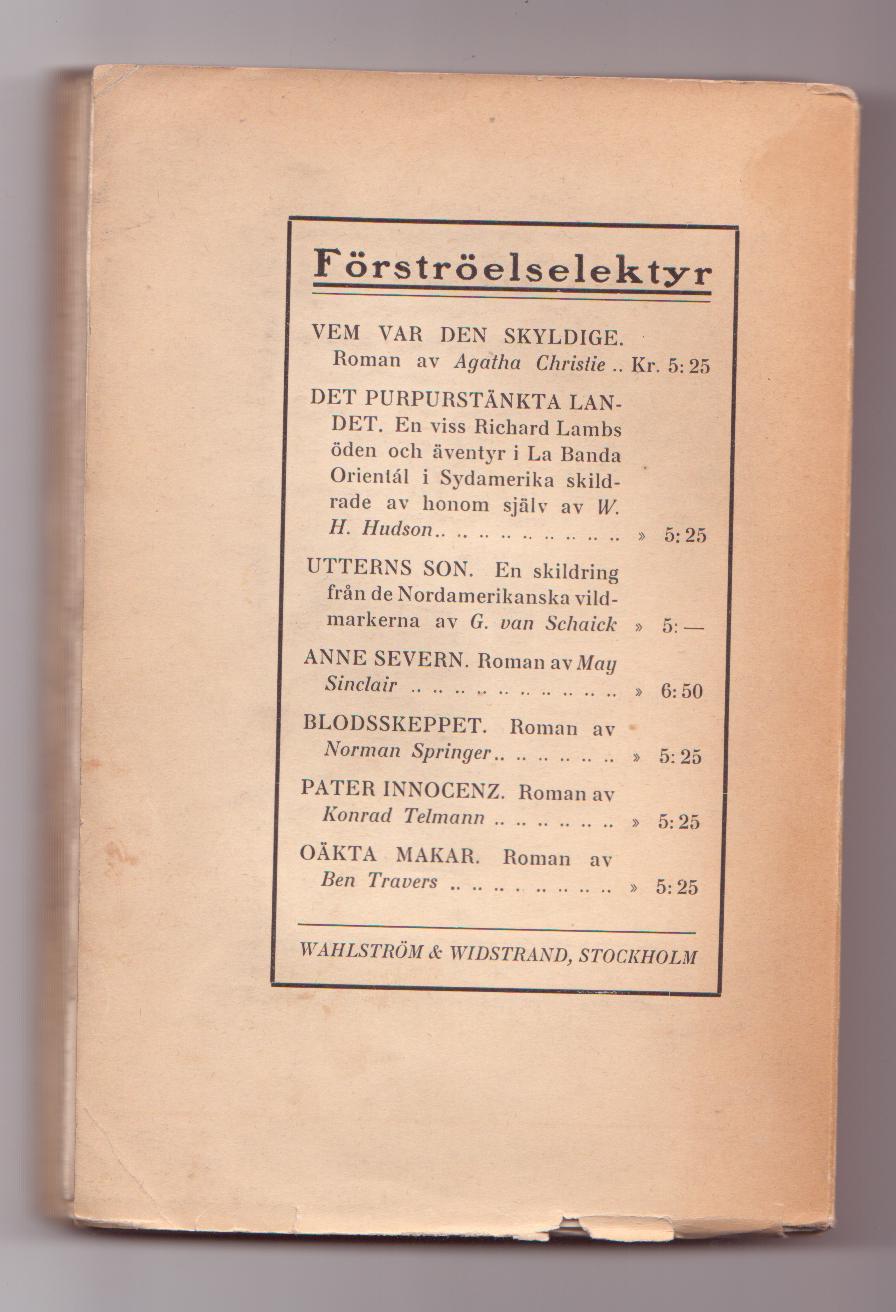 Förströelselektyr
VEM VAR DEN SKYLDIGE.
Roman av Agatha Christie .. Kr. 5:25
DET PURPURSTÄNKTA LAN-
DET. En viss Richard Lambs
öden och äventyr i La Banda
Orientál i Sydamerika skild-
rade av honom själv av W.
H. Hudson.. .. .. .. .. .. .. .. .. » 5:25
UTTERNS SON. En skildring
från de Nordamerikanska vild-
markerna av G. van Schaick » 5: —
ANNE SEVERN. Roman av May
Sinclair .. .. .. .. .. .. .. .. .. .. » 6:50
BLODSSKEPPET. Roman av
Norman Springer.. .. .. .. .. .. » 5:25
PATER INNOCENZ. Roman av
Konrad Telmann .. .. .. .. .. .. » 5:25
OÄKTA MAKAR. Roman av
Ben Travers .. .. .. . .. .. .. .. » 5:25
WAHLSTRÖM & WIDSTRAND, STOCKHOLM